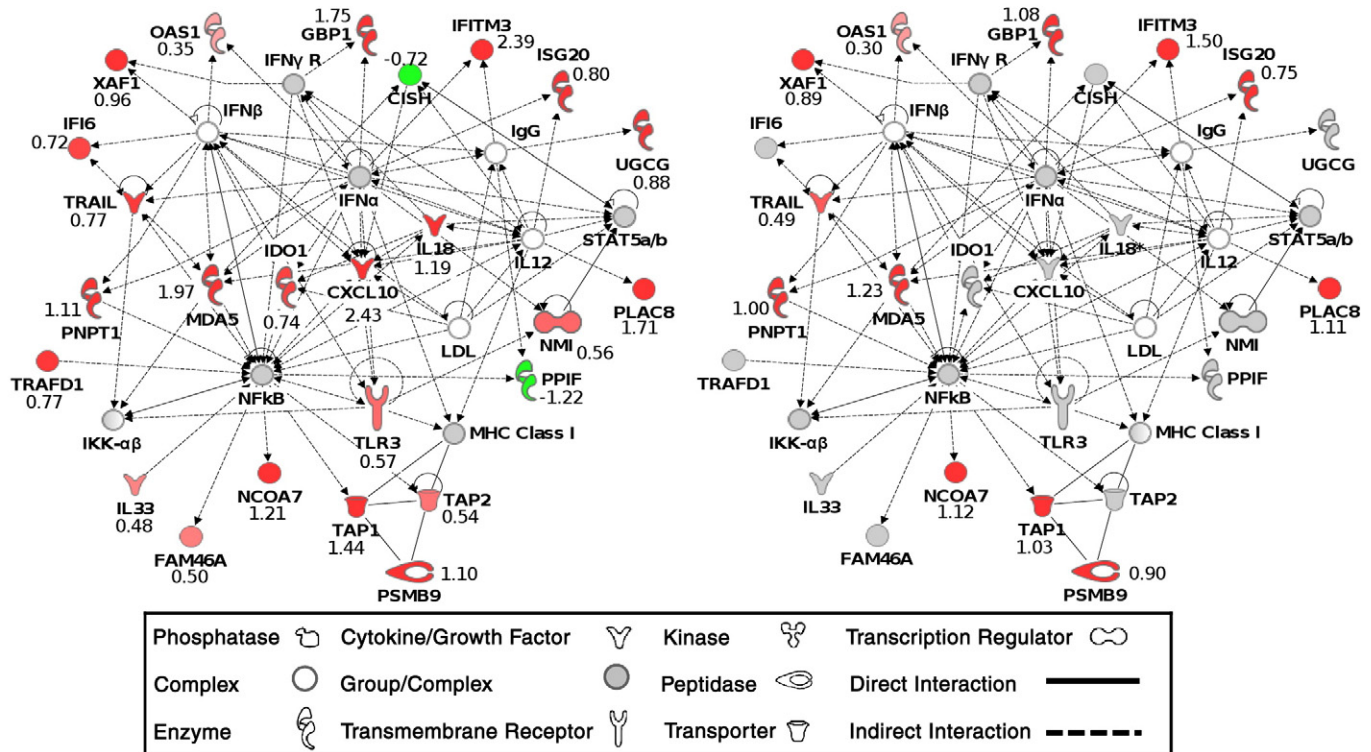 1.75
OAS1
0.35
GBP1
IFITM3
2.39
IFNγ R
-0.72
CISH
ISG20
0.80
XAF1
0.96
IFNβ
IFI6
0.72
IgG
UGCG
0.88
TRAIL
0.77
IFNα
IL18
1.19
STAT5a/b
IDO1
IL12
1.97
1.11
PNPT1
MDA5
0.74
CXCL10
2.43
PLAC8
1.71
LDL
NMI
0.56
TRAFD1
0.77
NFkB
PPIF
-1.22
IKK-αβ
TLR3
0.57
MHC Class I
IL33
0.48
NCOA7
1.21
TAP2
0.54
FAM46A
0.50
TAP1
1.44
1.10
PSMB9
1.08
OAS1
0.30
GBP1
IFITM3
1.50
IFNγ R
CISH
ISG20
0.75
XAF1
0.89
IFNβ
IFI6
IgG
UGCG
TRAIL
0.49
IFNα
IL18*
STAT5a/b
IDO1
IL12
1.23
1.00
PNPT1
MDA5
CXCL10
PLAC8
1.11
LDL
NMI
TRAFD1
NFkB
PPIF
IKK-αβ
TLR3
MHC Class I
IL33
NCOA7
1.12
TAP2
FAM46A
TAP1
1.03
0.90
PSMB9
Phosphatase Cytokine/Growth Factor Kinase Transcription Regulator
Complex Group/Complex Peptidase Direct Interaction
Enzyme Transmembrane Receptor Transporter Indirect Interaction